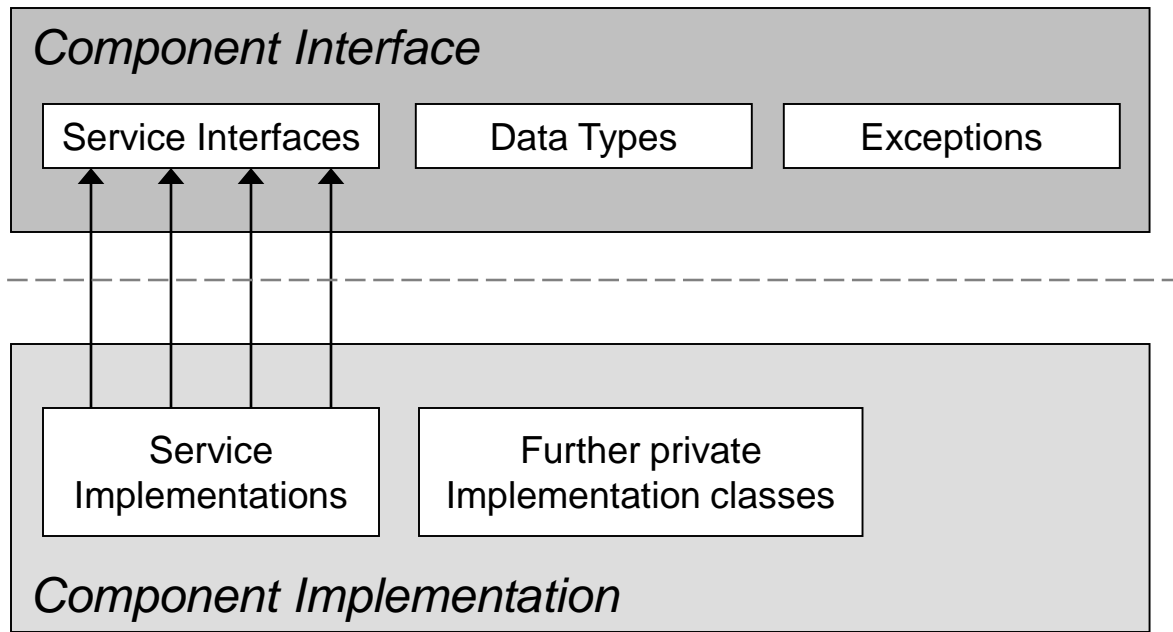 Component Interface
Service Interfaces
Data Types
Exceptions
Service
Implementations
Further private
Implementation classes
Component Implementation